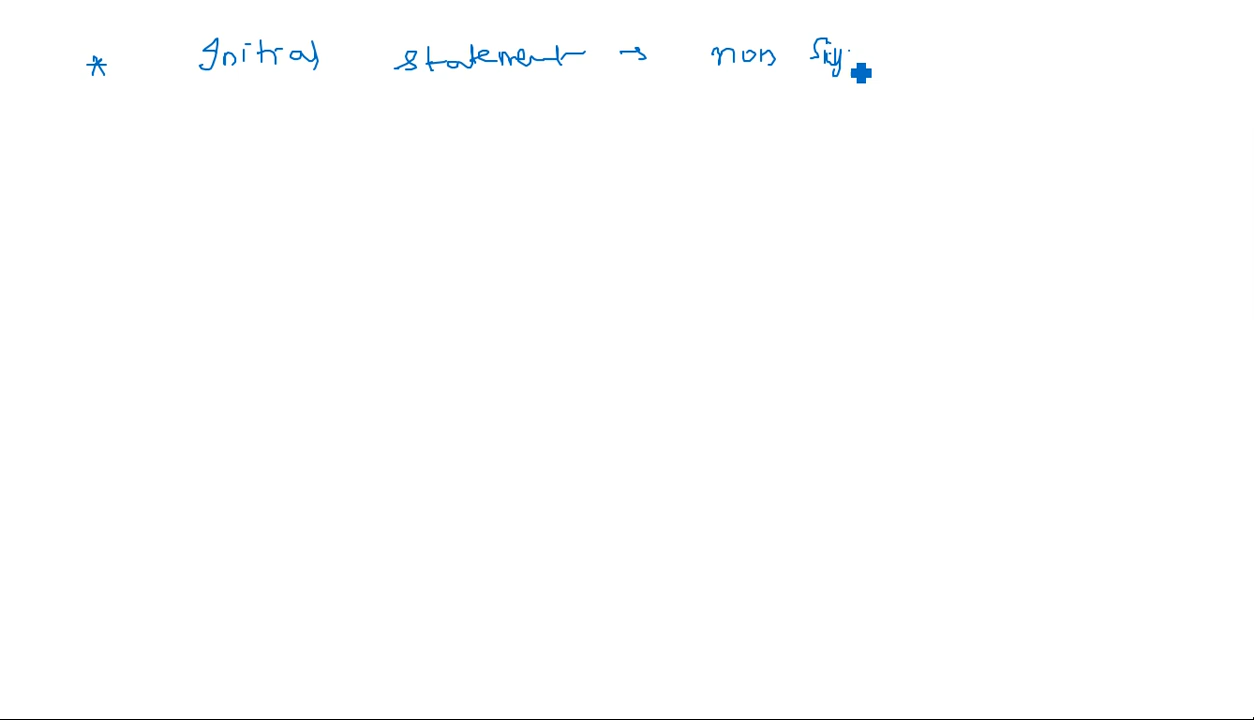 * Initial statement → non